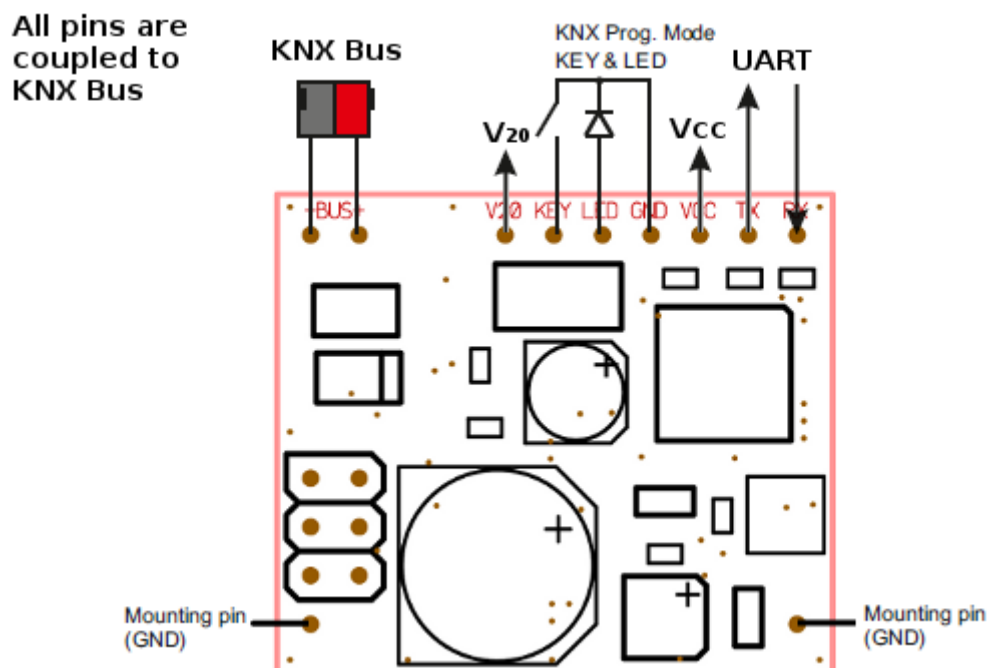 All pins are
coupled to
KNX Bus
KNX Bus
KNX Prog. Mode
KEY & LED
UART
V20
Vcc
-BUS+
V20 KEY LED GND VCC TX RX
Mounting pin
(GND)
Mounting pin
(GND)